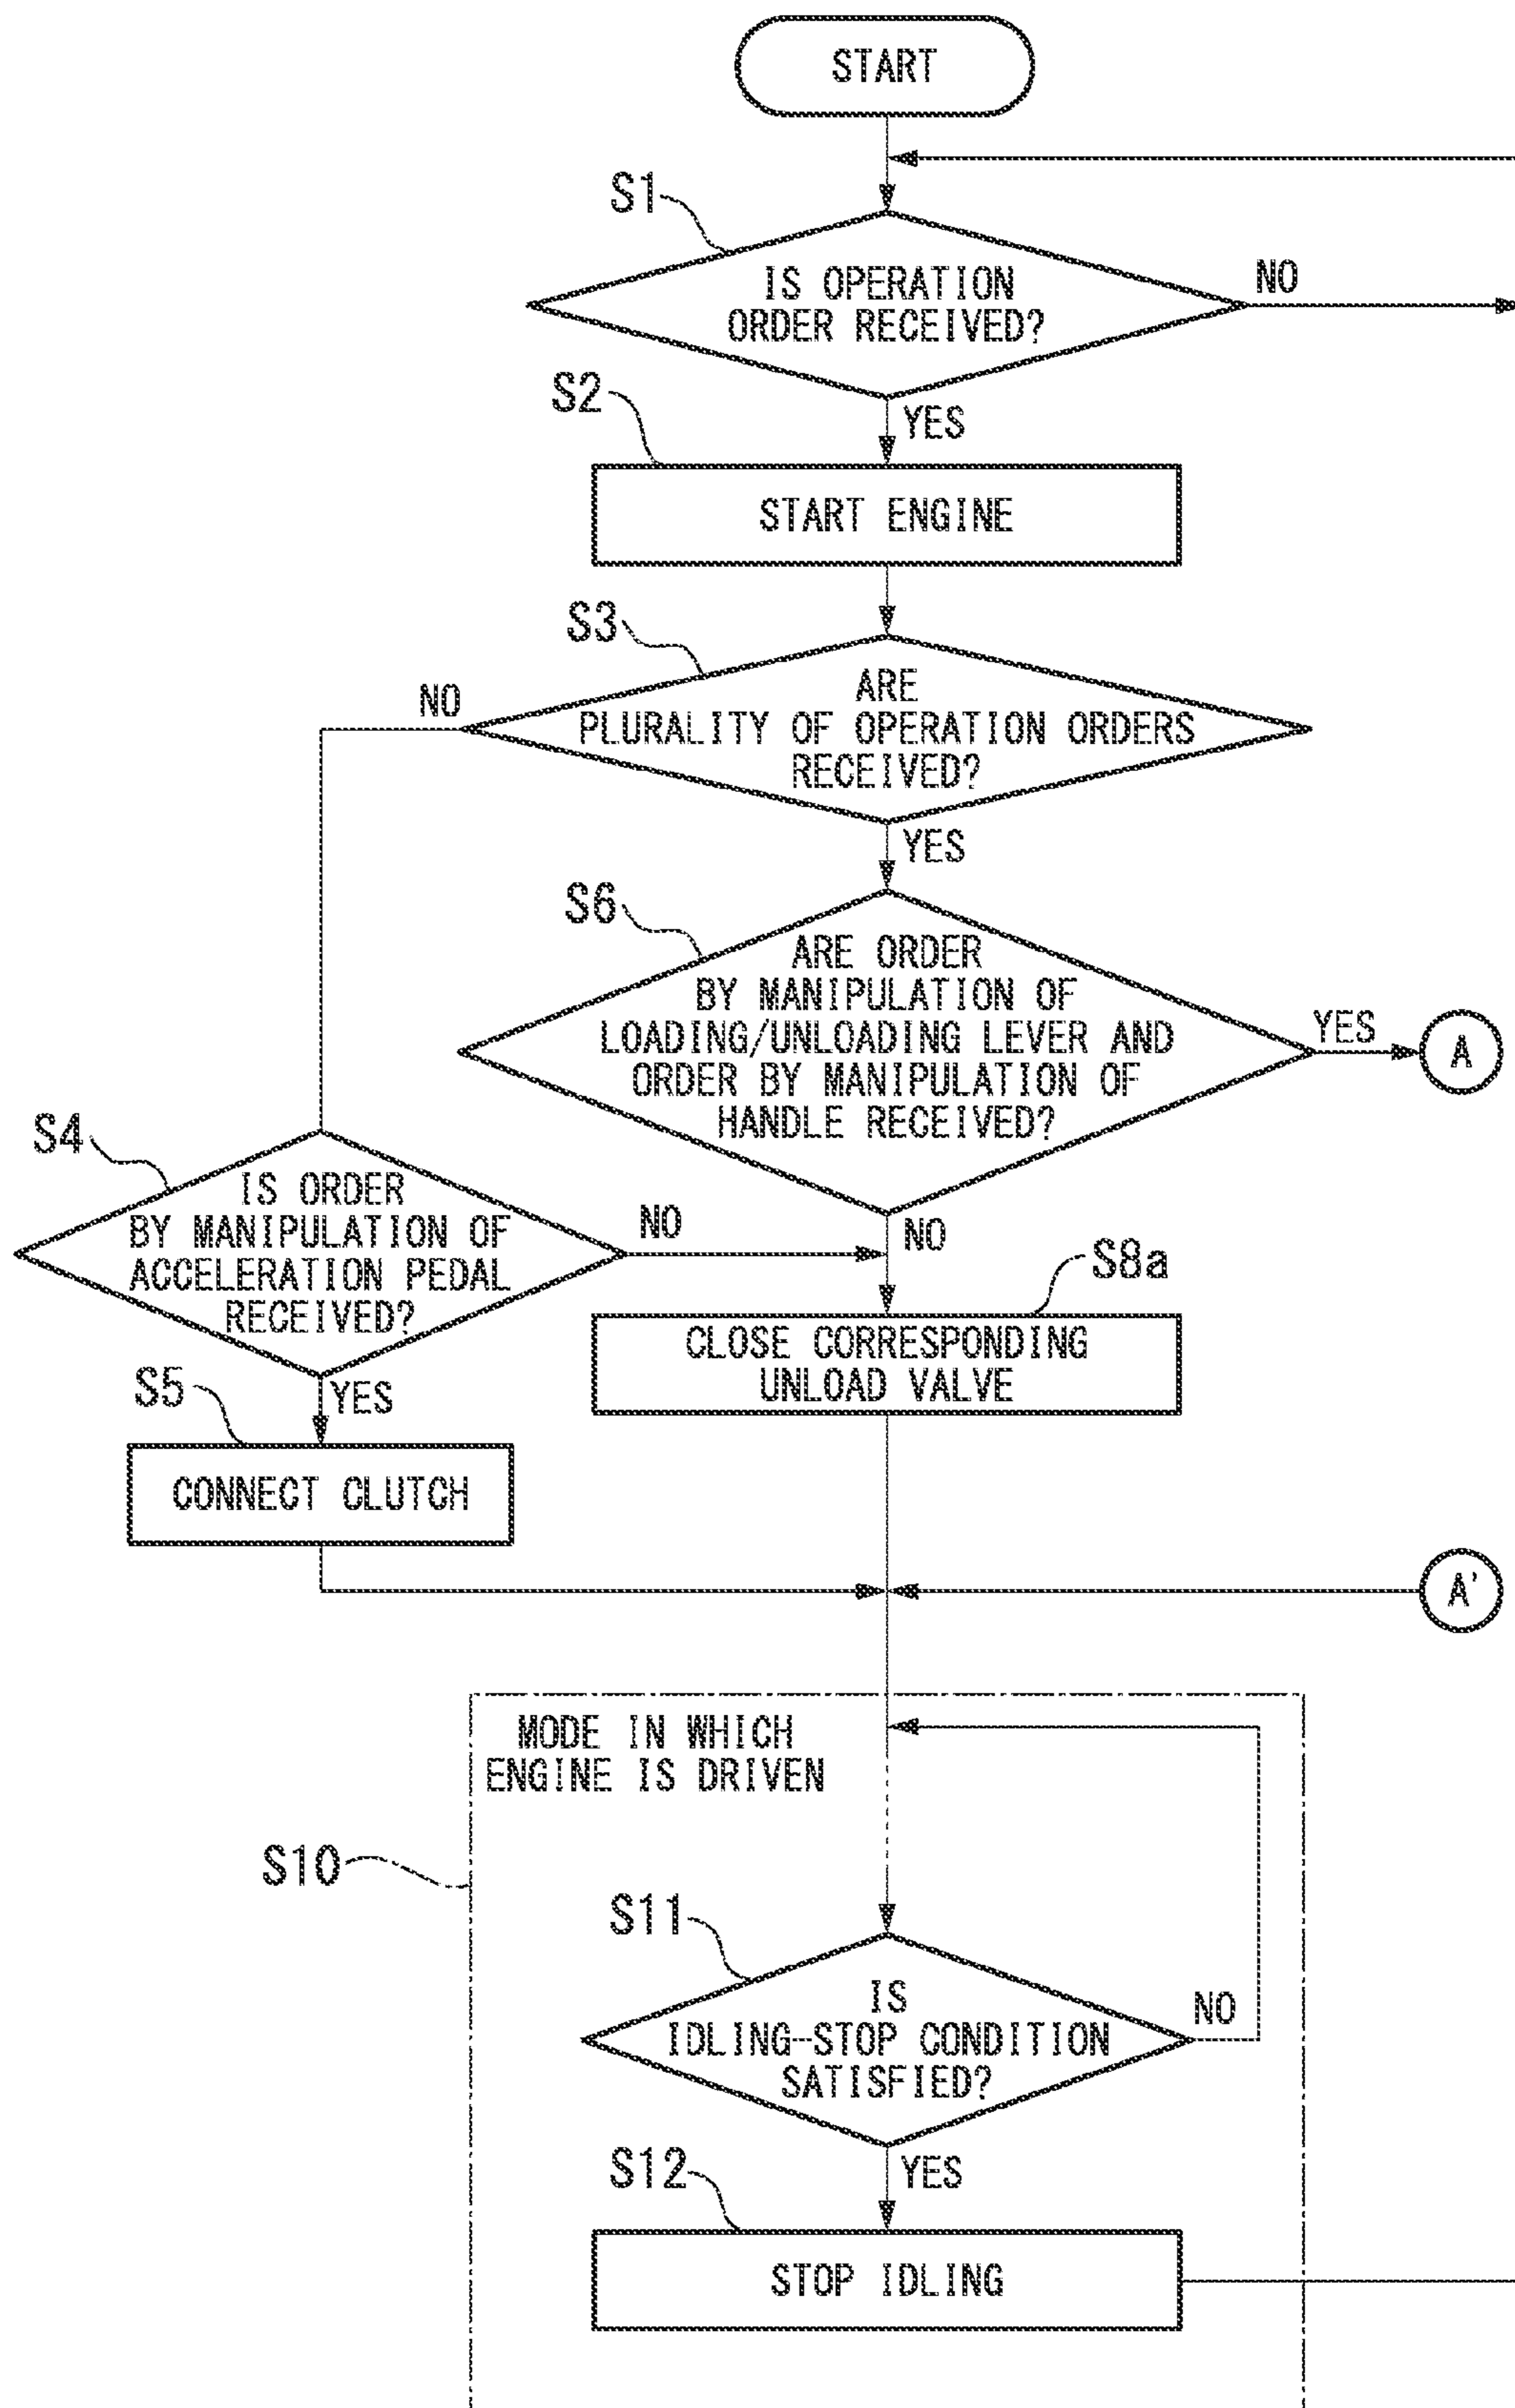 START
S1
IS OPERATION
ORDER RECEIVED?
NO
YES
S2
START ENGINE
S3
ARE
PLURALITY OF OPERATION ORDERS
RECEIVED?
NO
YES
S6
ARE ORDER
BY MANIPULATION OF
LOADING/UNLOADING LEVER AND
ORDER BY MANIPULATION OF
HANDLE RECEIVED?
YES
A
NO
S4
IS ORDER
BY MANIPULATION OF
ACCELERATION PEDAL
RECEIVED?
NO
YES
S8a
CLOSE CORRESPONDING
UNLOAD VALVE
S5
CONNECT CLUTCH
A'
MODE IN WHICH
ENGINE IS DRIVEN
S10
S11
IS
IDLING-STOP CONDITION
SATISFIED?
NO
YES
S12
STOP IDLING